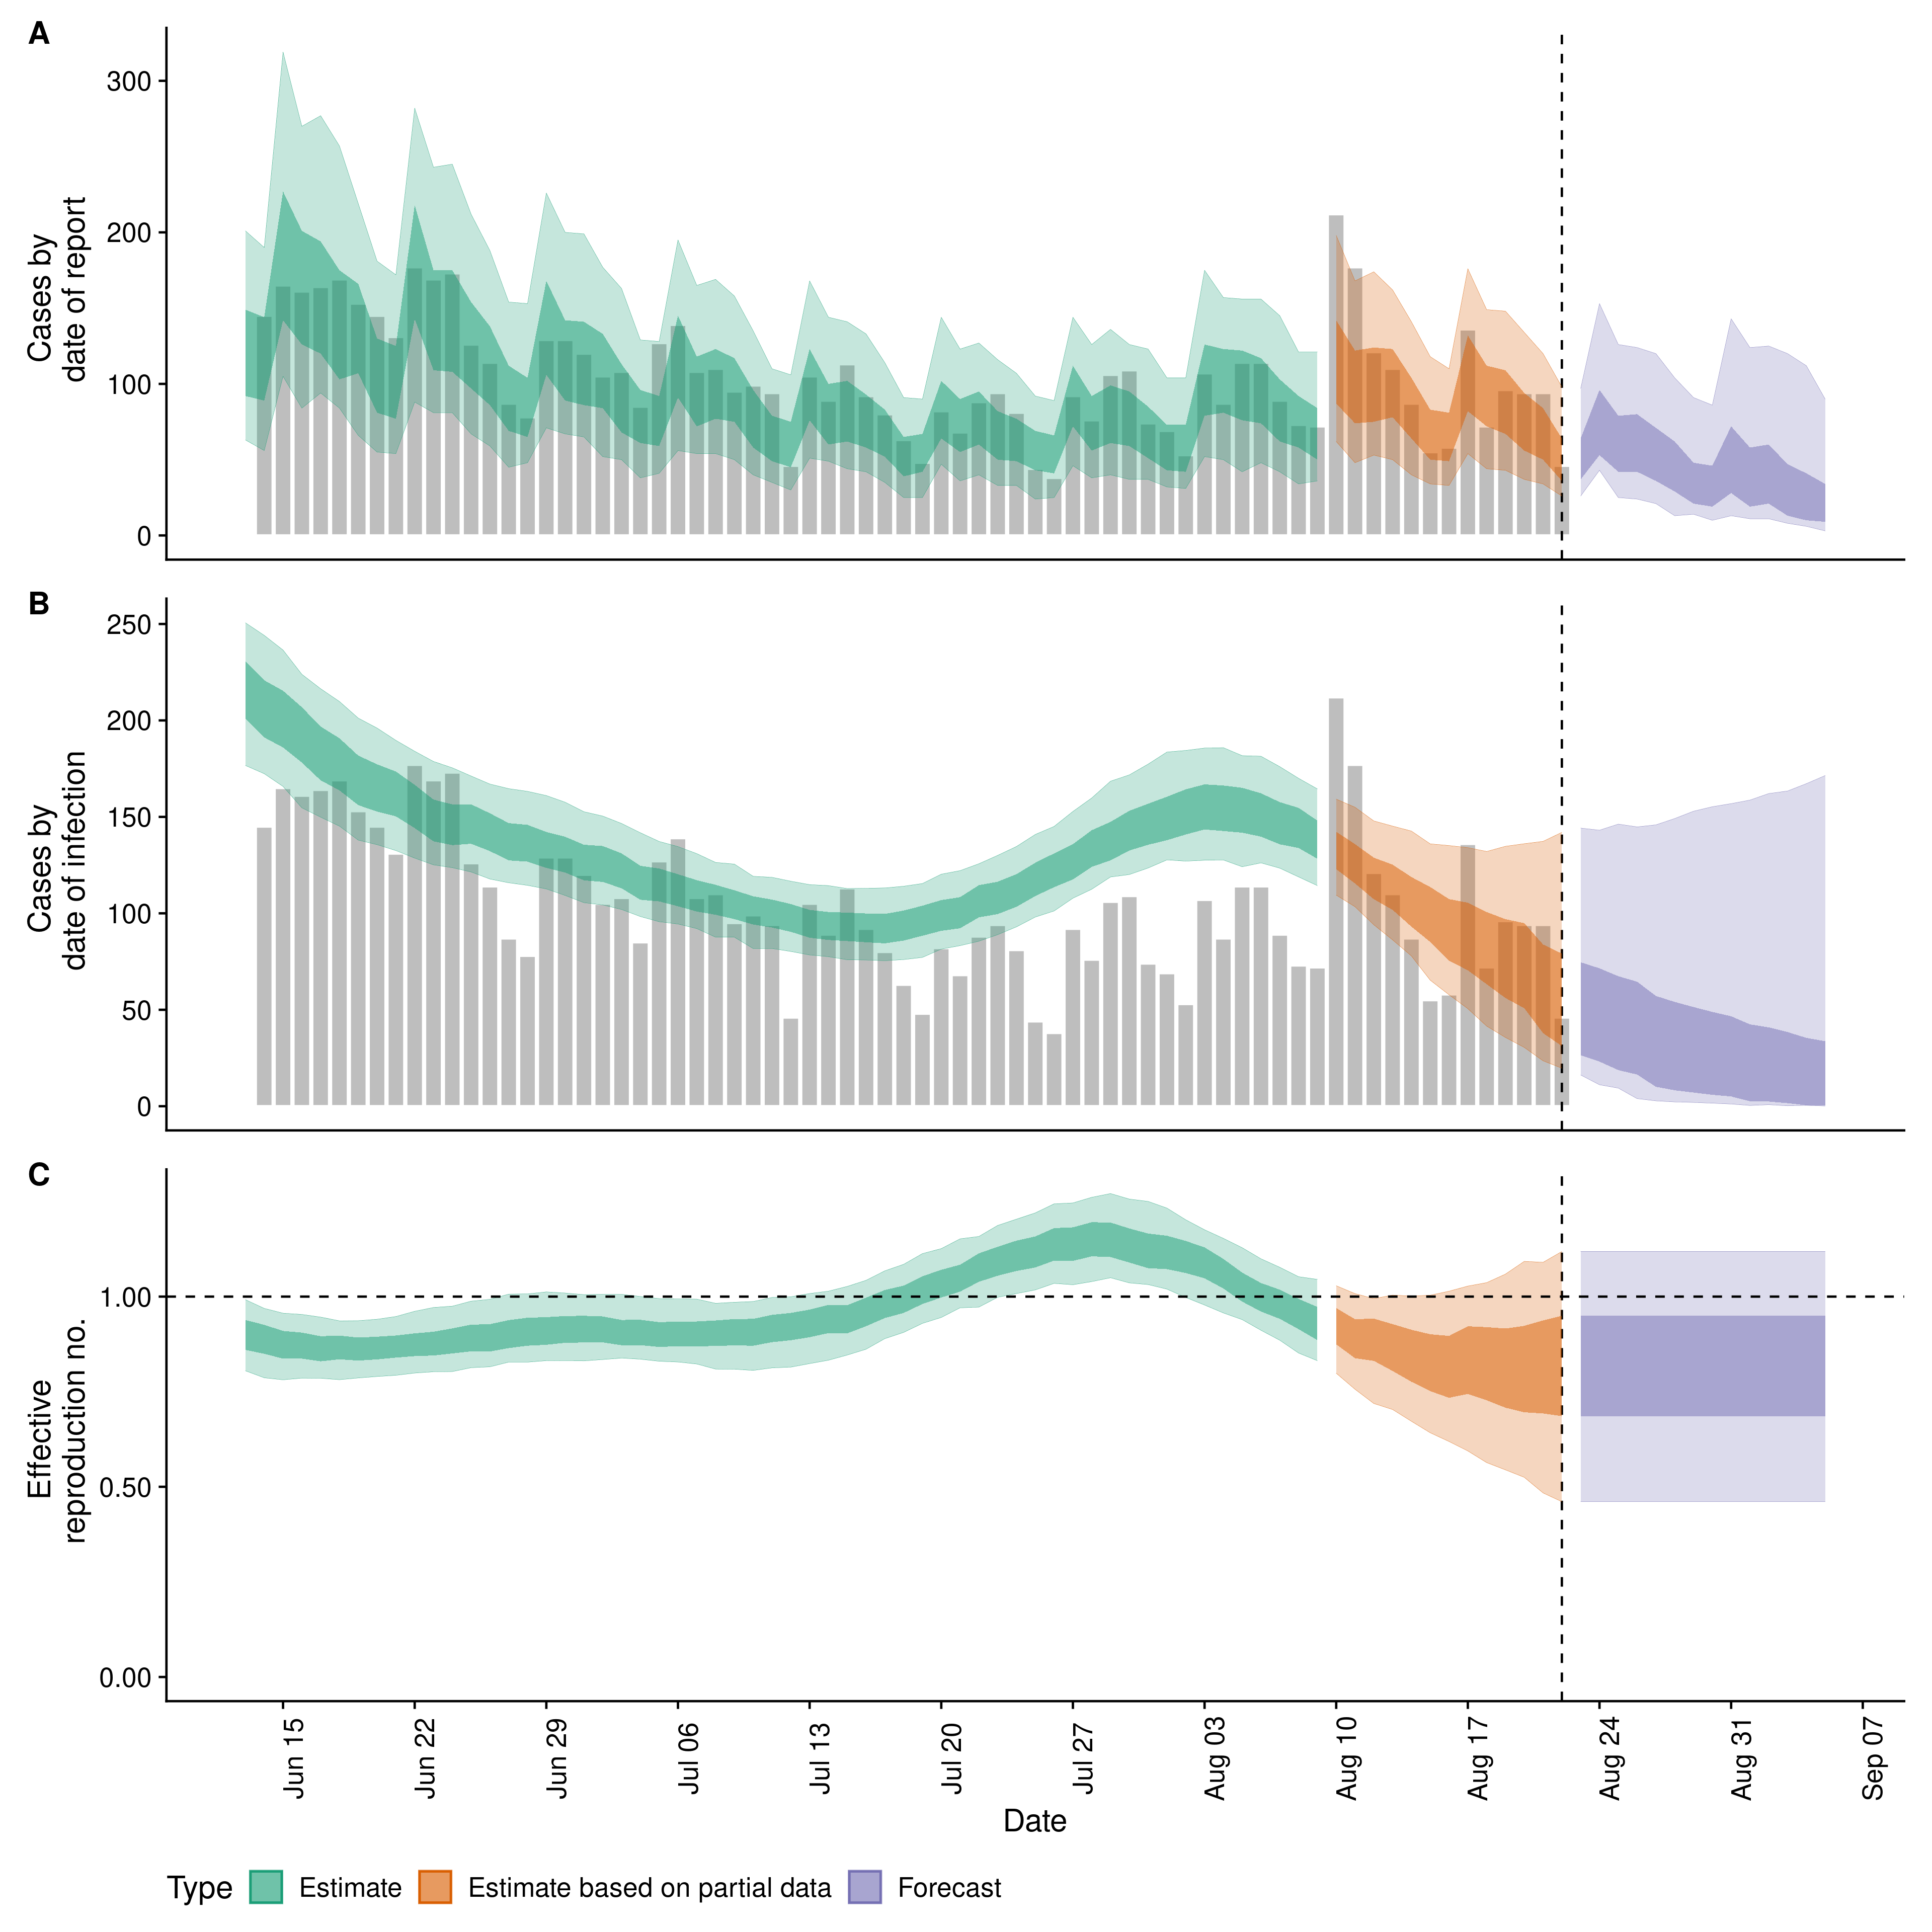 A
Cases by
date of report
300
200
100
0
B
Cases by
date of infection
250
200
150
100
50
0
C
Effective
reproduction no.
1.00
0.50
0.00
Jun 15
Jun 22
Jun 29
Jul 06
Jul 13
Jul 20
Jul 27
Aug 03
Aug 10
Aug 17
Aug 24
Aug 31
Sep 07
Date
Type Estimate Estimate based on partial data Forecast